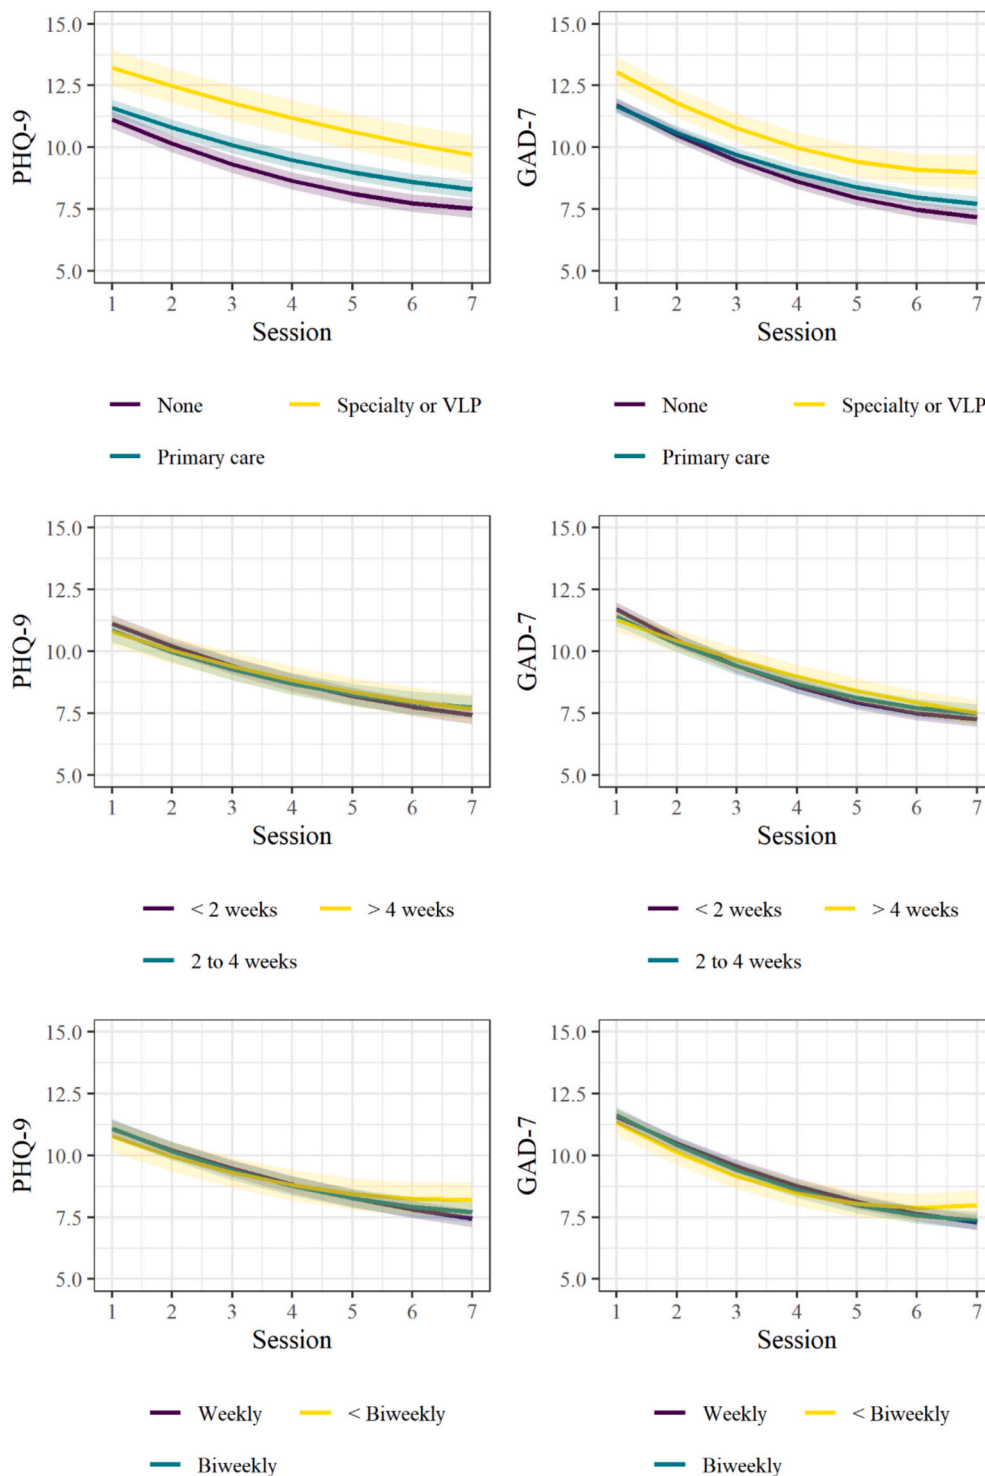 15.0
12.5
10.0
7.5
5.0
PHQ-9
1 2 3 4 5 6 7
Session
None Specialty or VLP
Primary care
15.0
12.5
10.0
7.5
5.0
GAD-7
1 2 3 4 5 6 7
Session
None Specialty or VLP
Primary care
15.0
12.5
10.0
7.5
5.0
PHQ-9
1 2 3 4 5 6 7
Session
< 2 weeks > 4 weeks
2 to 4 weeks
15.0
12.5
10.0
7.5
5.0
GAD-7
1 2 3 4 5 6 7
Session
< 2 weeks > 4 weeks
2 to 4 weeks
15.0
12.5
10.0
7.5
5.0
PHQ-9
1 2 3 4 5 6 7
Session
Weekly < Biweekly
Biweekly
15.0
12.5
10.0
7.5
5.0
GAD-7
1 2 3 4 5 6 7
Session
Weekly < Biweekly
Biweekly